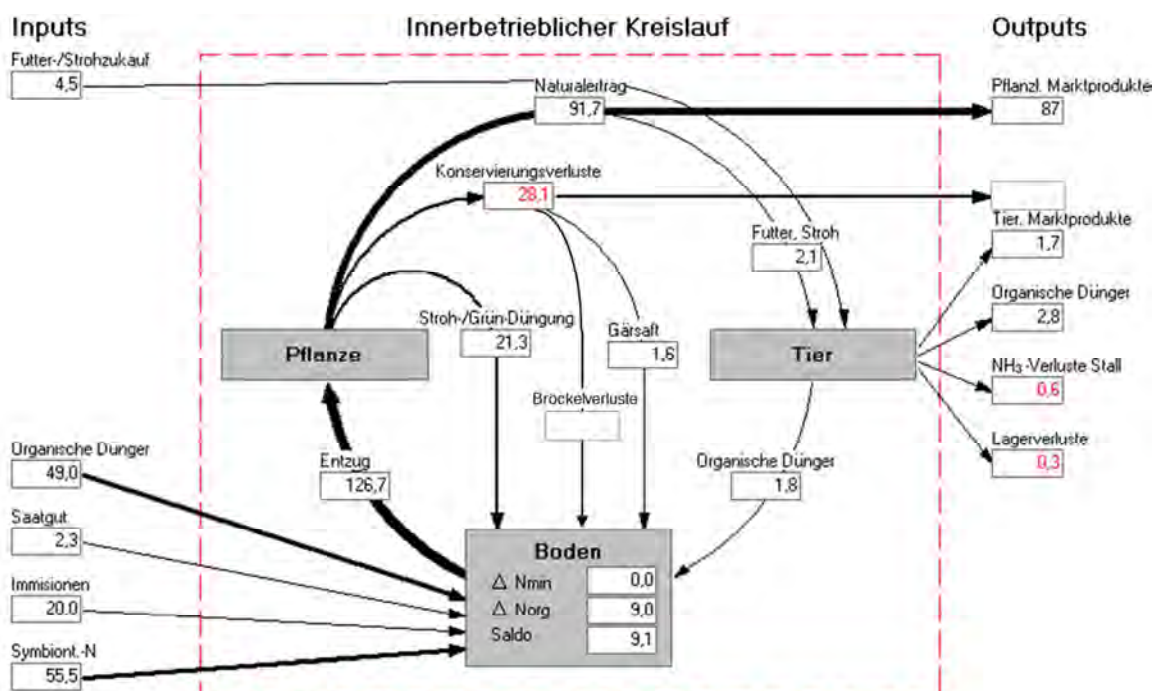 Inputs
Innerbetrieblicher Kreislauf
Outputs
Futter-/Strohzukauf
4,5
Naturalertrag
91,7
Pflanzl. Marktprodukte
87
Konservierungsverluste
28,1
Tier. Marktprodukte
1,7
Futter, Stroh
2,1
Organische Dünger
2,8
Stroh-/Grün-Düngung
21,3
Gärsaft
1,6
Pflanze
Tier
NH₃-Verluste Stall
0,6
Bröckelverluste
Lagerverluste
0,3
Organische Dünger
49,0
Entzug
126,7
Organische Dünger
1,8
Saatgut
2,3
Boden
Δ Nmin
0,0
Δ Norg
9,0
Saldo
9,1
Immisionen
20.0
Symbiont.-N
55,5